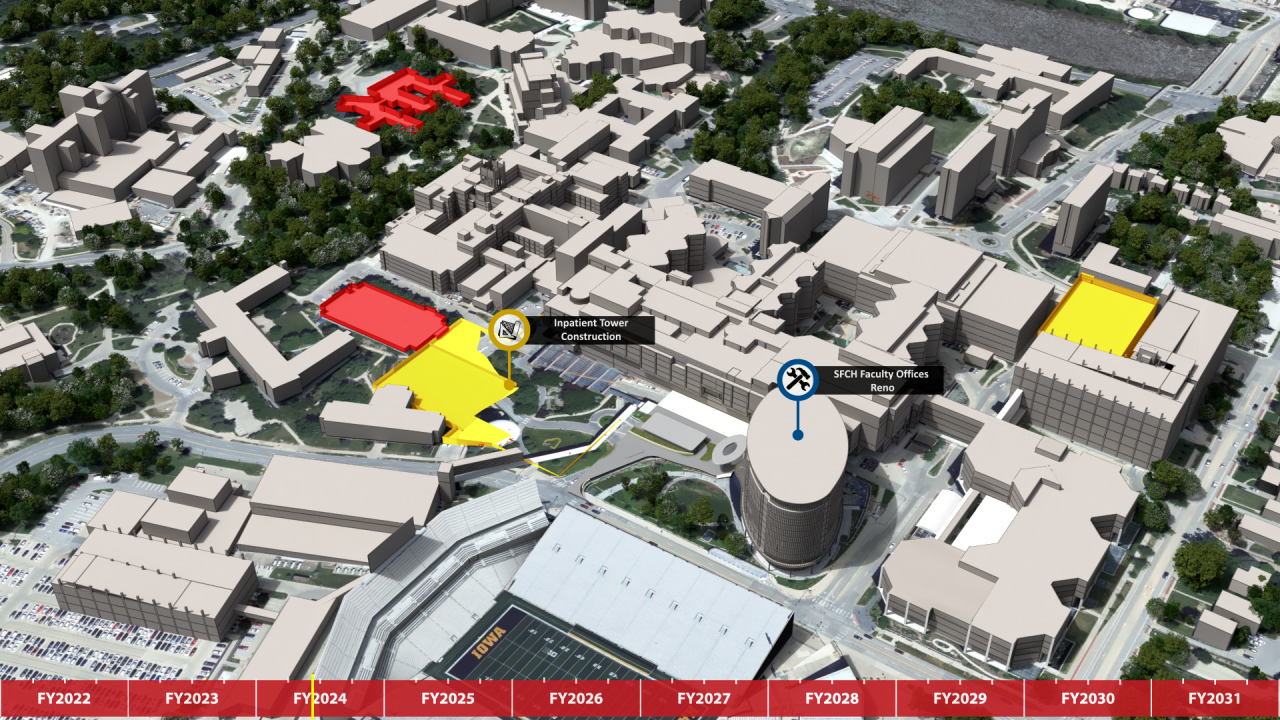 Inpatient Tower
Construction
SFCH Faculty Offices
Reno
IOWA
FY2022
FY2023
FY2024
FY2025
FY2026
FY2027
FY2028
FY2029
FY2030
FY2031